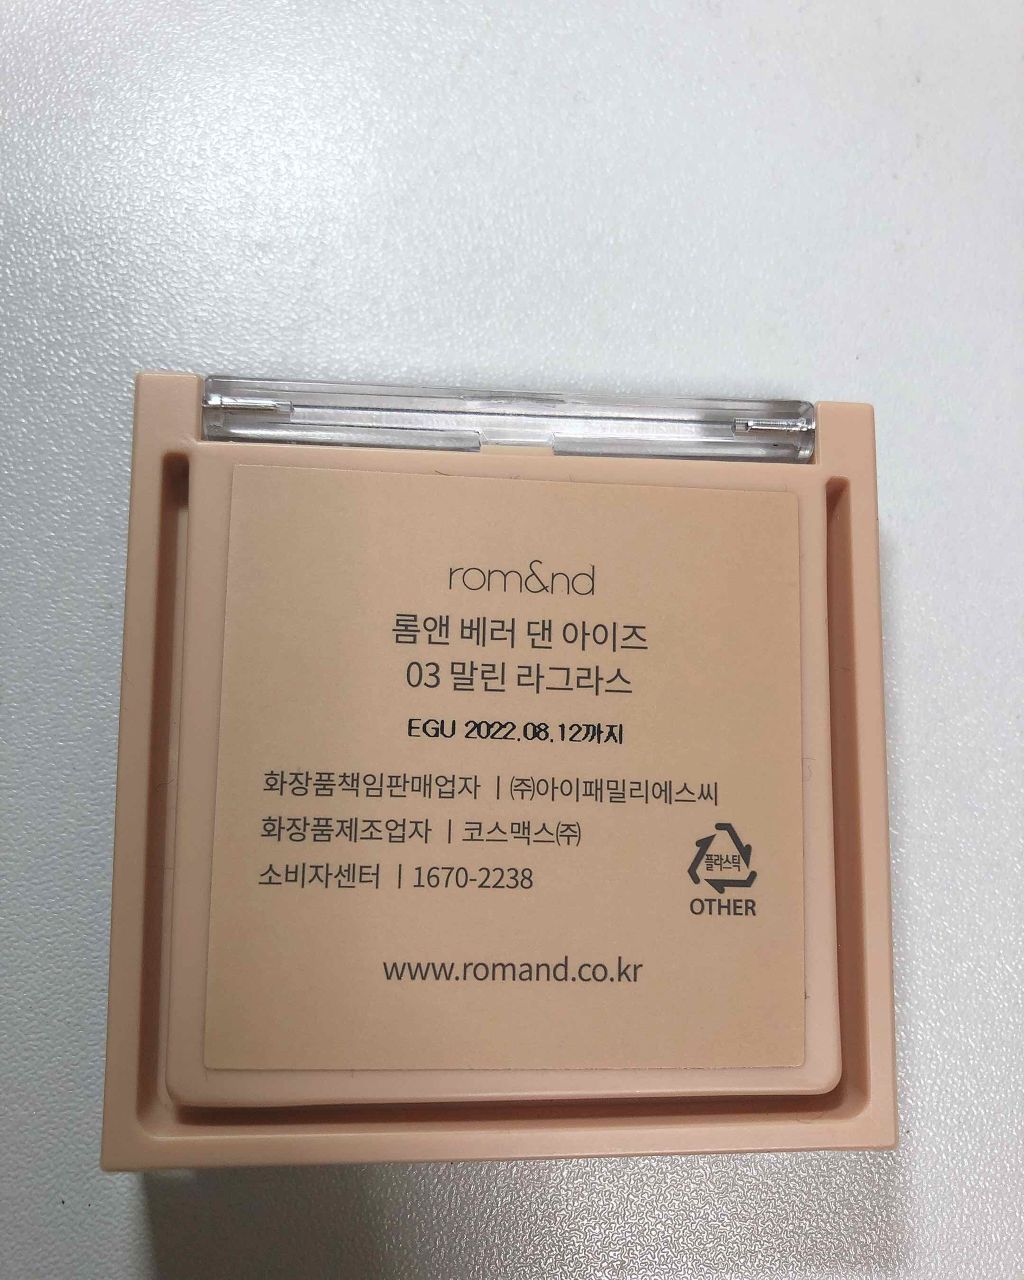 rom&nd
롬앤 베러 댄 아이즈
03 말린 라그라스
EGU 2022.08.12까지
화장품책임판매업자 ㅣ㈜아이패밀리에스씨
화장품제조업자 ㅣ코스맥스㈜
소비자센터 ㅣ1670-2238
플라스틱
OTHER
www.romand.co.kr